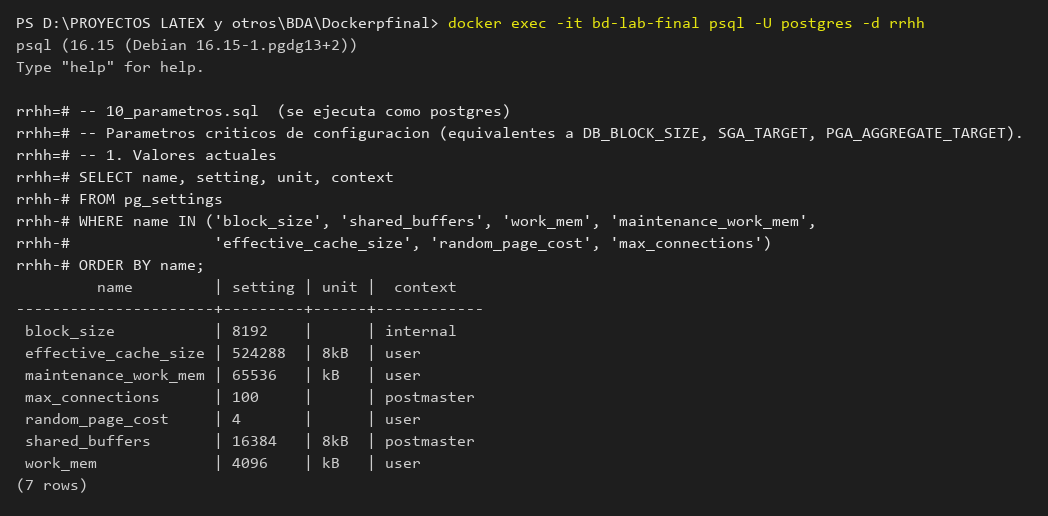 PS D:\PROYECTOS LATEX y otros\BDA\Dockerpfinal> docker exec -it bd-lab-final psql -U postgres -d rrhh
psql (16.15 (Debian 16.15-1.pgdg13+2))
Type "help" for help.

rrhh=# -- 10_parametros.sql  (se ejecuta como postgres)
rrhh=# -- Parametros criticos de configuracion (equivalentes a DB_BLOCK_SIZE, SGA_TARGET, PGA_AGGREGATE_TARGET).
rrhh=# -- 1. Valores actuales
rrhh=# SELECT name, setting, unit, context
rrhh-# FROM pg_settings
rrhh-# WHERE name IN ('block_size', 'shared_buffers', 'work_mem', 'maintenance_work_mem',
rrhh-#                'effective_cache_size', 'random_page_cost', 'max_connections')
rrhh-# ORDER BY name;
         name         | setting | unit |  context
----------------------+---------+------+------------
 block_size           | 8192    |      | internal
 effective_cache_size | 524288  | 8kB  | user
 maintenance_work_mem | 65536   | kB   | user
 max_connections      | 100     |      | postmaster
 random_page_cost     | 4       |      | user
 shared_buffers       | 16384   | 8kB  | postmaster
 work_mem             | 4096    | kB   | user
(7 rows)